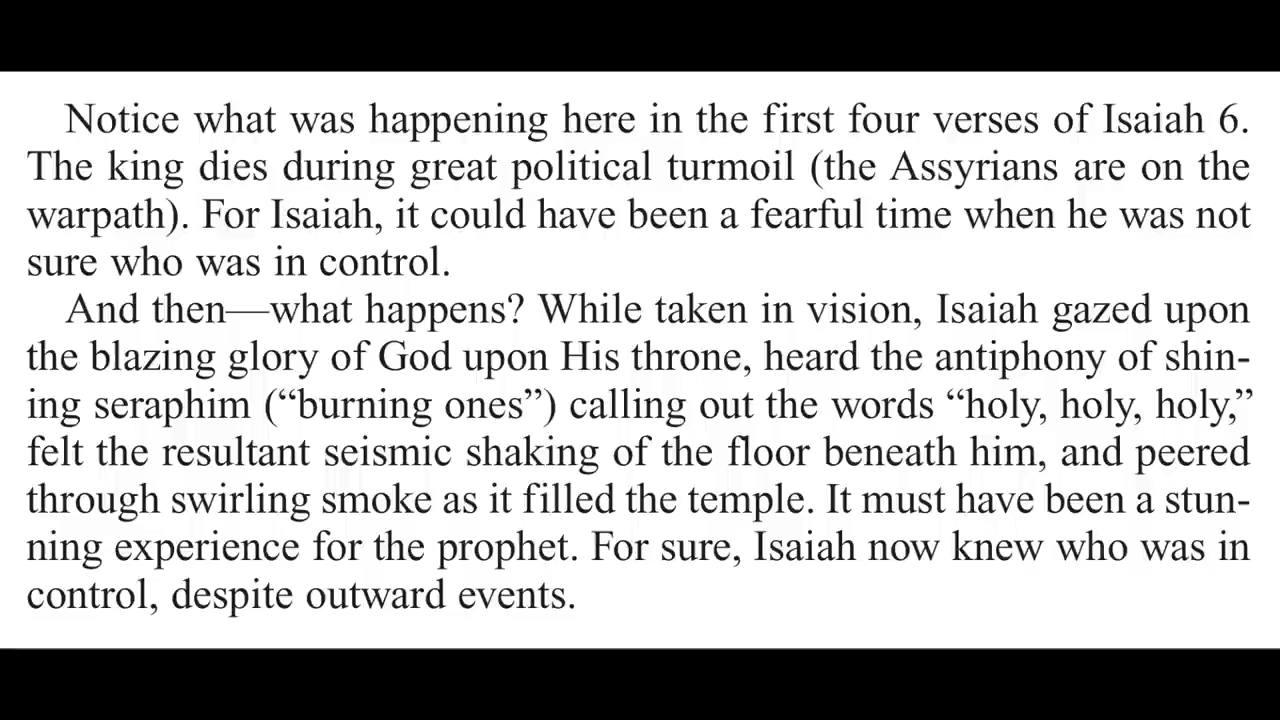 Notice what was happening here in the first four verses of Isaiah 6.
The king dies during great political turmoil (the Assyrians are on the
warpath). For Isaiah, it could have been a fearful time when he was not
sure who was in control.
And then—what happens? While taken in vision, Isaiah gazed upon
the blazing glory of God upon His throne, heard the antiphony of shin-
ing seraphim (“burning ones”) calling out the words “holy, holy, holy,”
felt the resultant seismic shaking of the floor beneath him, and peered
through swirling smoke as it filled the temple. It must have been a stun-
ning experience for the prophet. For sure, Isaiah now knew who was in
control, despite outward events.